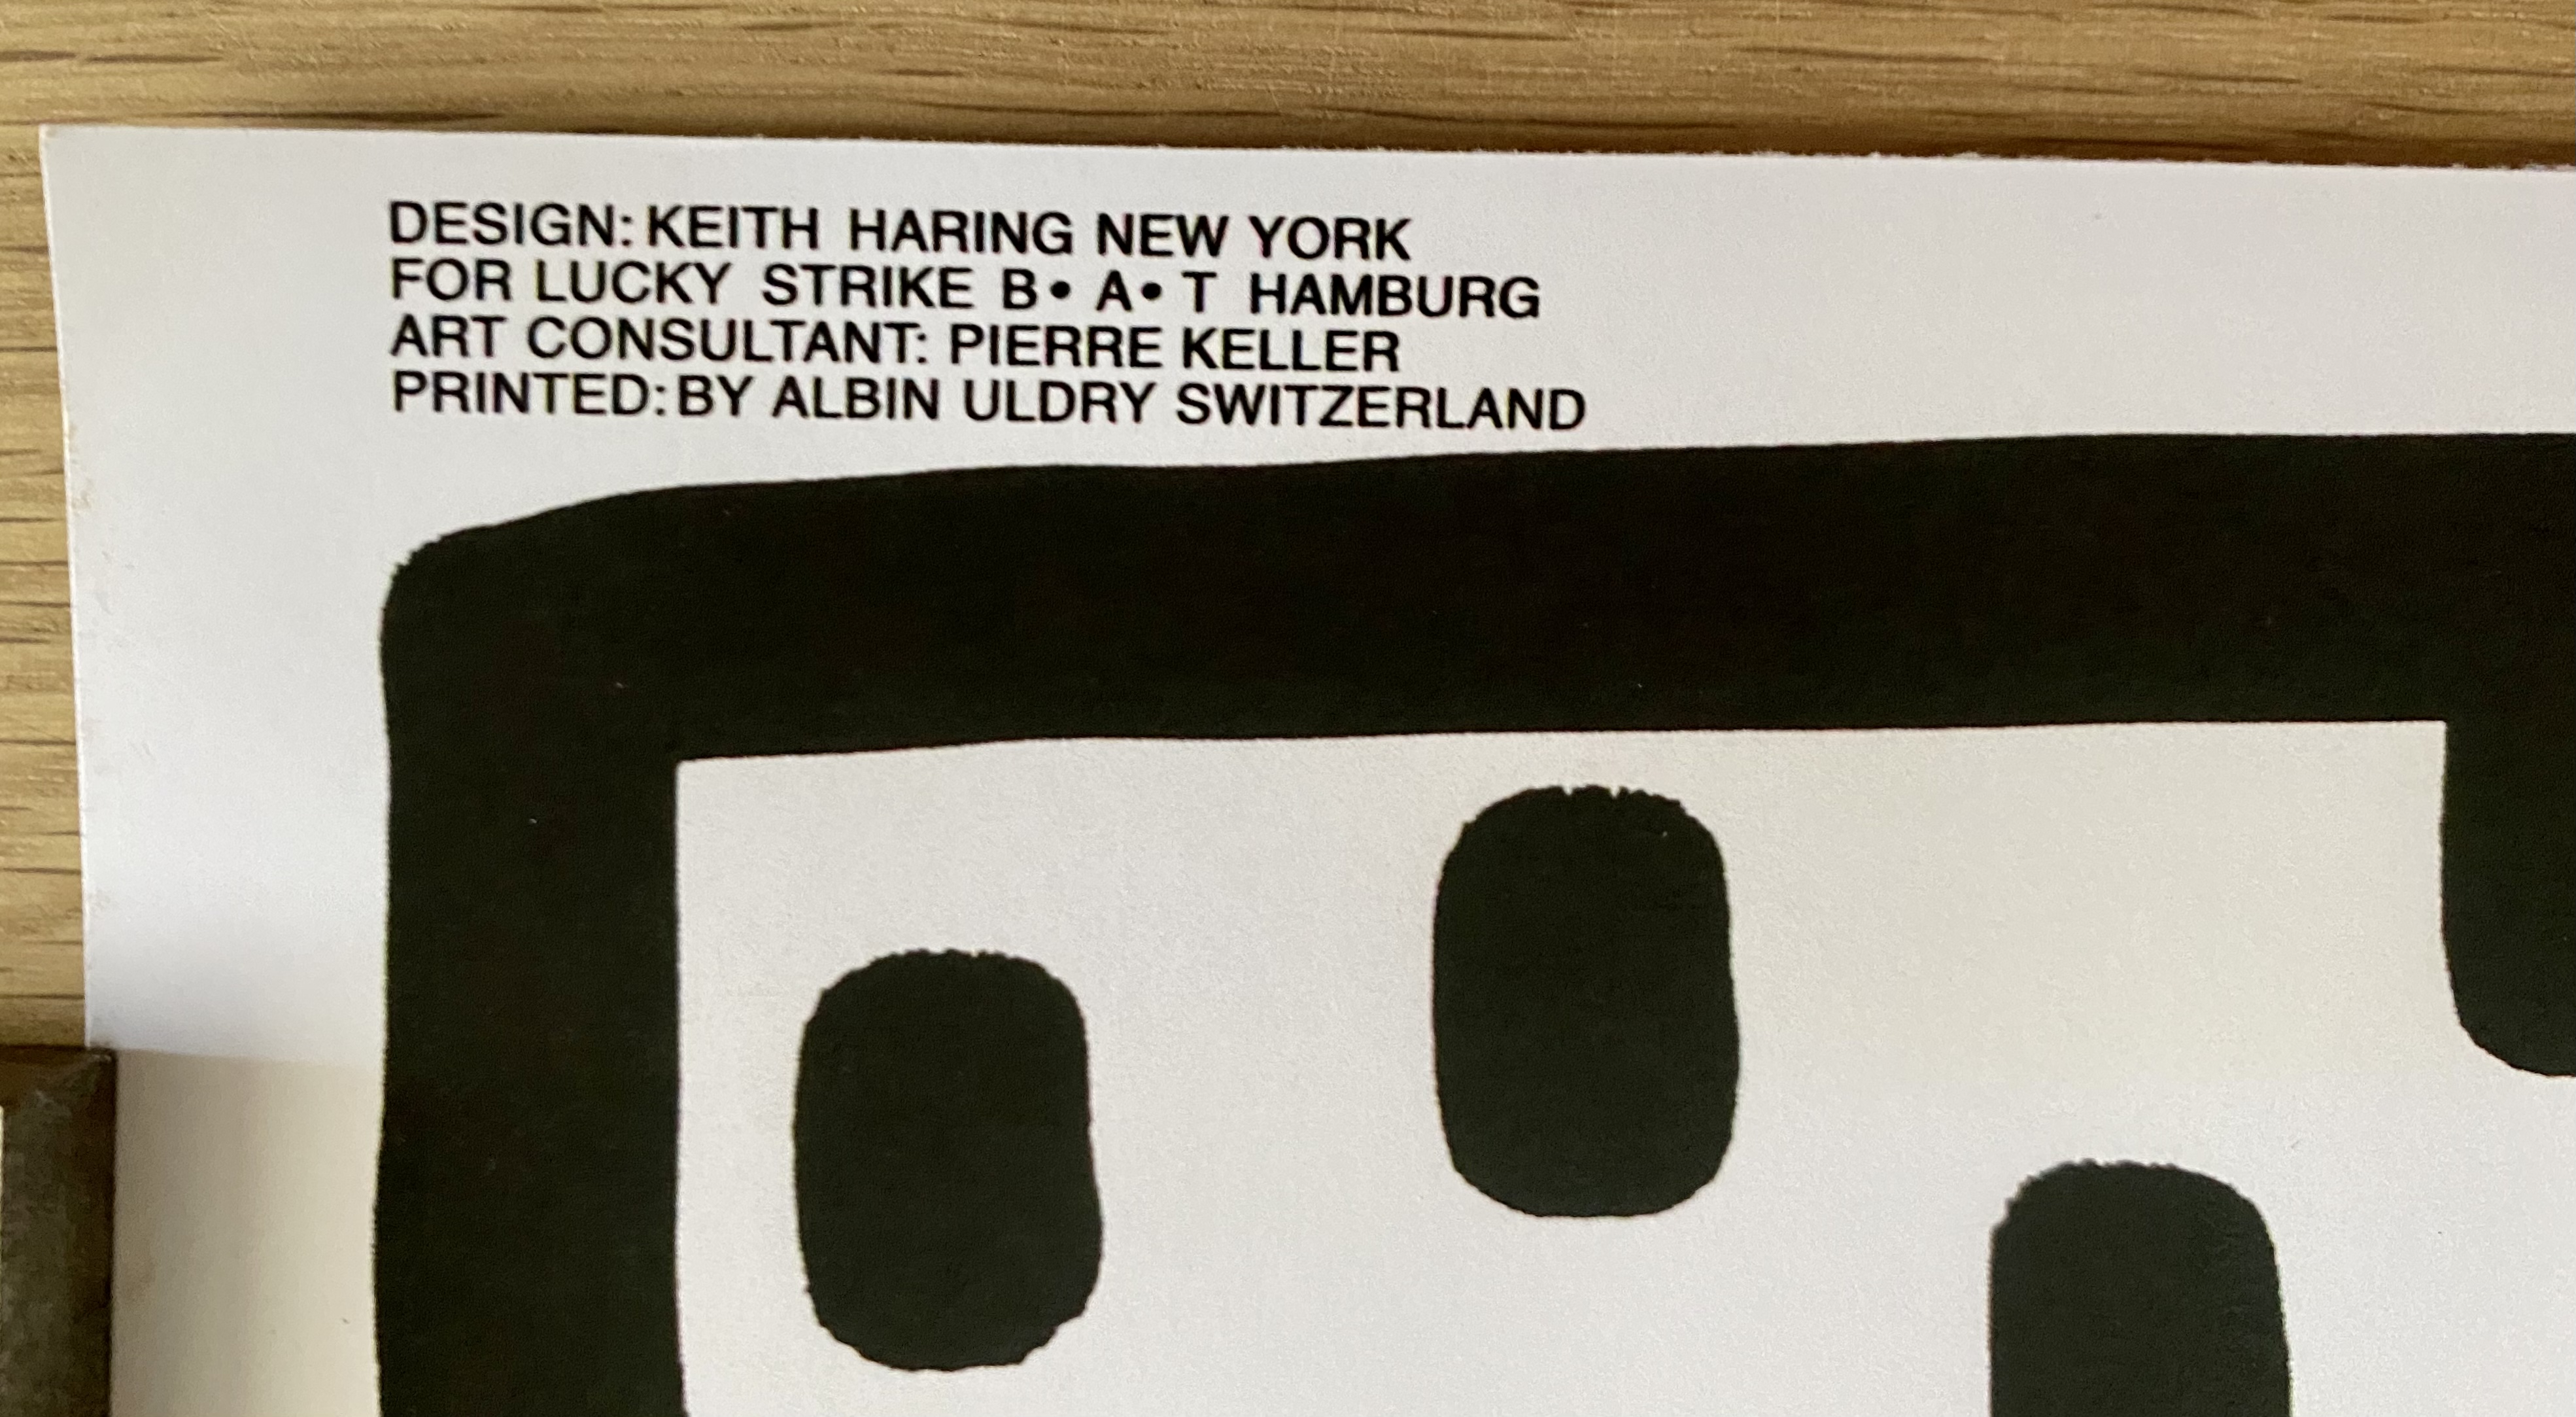 DESIGN: KEITH HARING NEW YORK
FOR LUCKY STRIKE B• A• T HAMBURG
ART CONSULTANT: PIERRE KELLER
PRINTED: BY ALBIN ULDRY SWITZERLAND